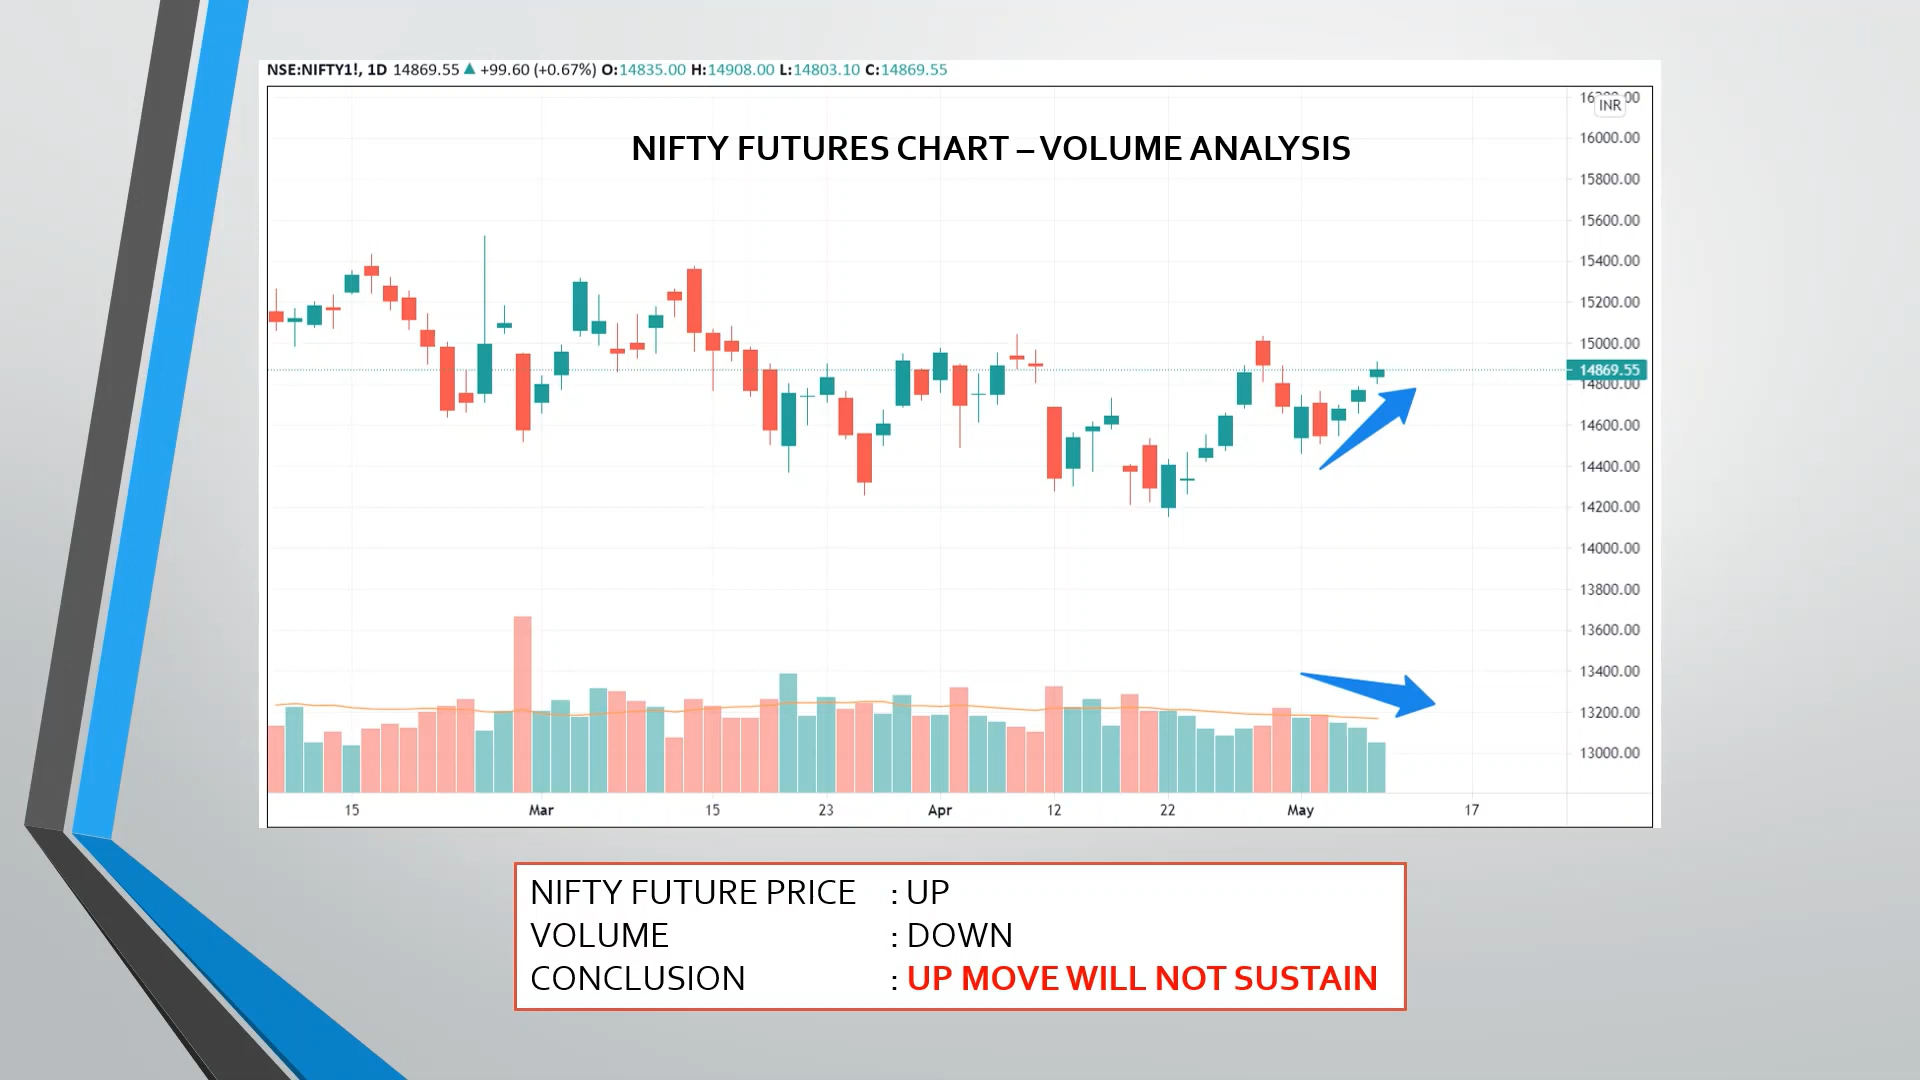 NSE:NIFTY1!, 1D 14869.55 ▲ +99.60 (+0.67%) O:14835.00 H:14908.00 L:14803.10 C:14869.55
INR
NIFTY FUTURES CHART – VOLUME ANALYSIS
16000.00
15800.00
15600.00
15400.00
15200.00
15000.00
14869.55
14800.00
14600.00
14400.00
14200.00
14000.00
13800.00
13600.00
13400.00
13200.00
13000.00
15 Mar 15 23 Apr 12 22 May 17
NIFTY FUTURE PRICE : UP
VOLUME : DOWN
CONCLUSION : UP MOVE WILL NOT SUSTAIN